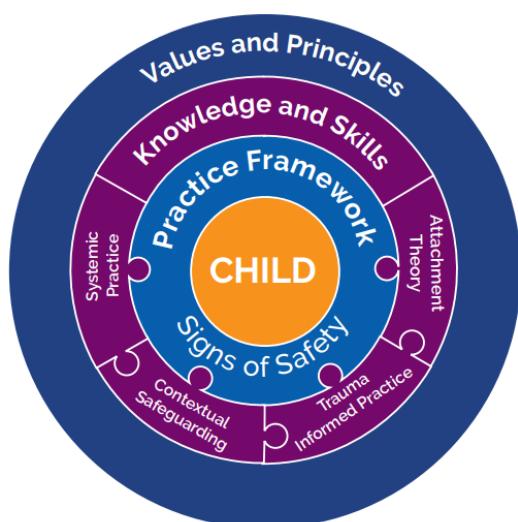 Values and Principles
Knowledge and Skills
Practice Framework
CHILD
Signs of Safety
Systemic
Practice
Attachment
Theory
Contextual
Safeguarding
Trauma
Informed Practice